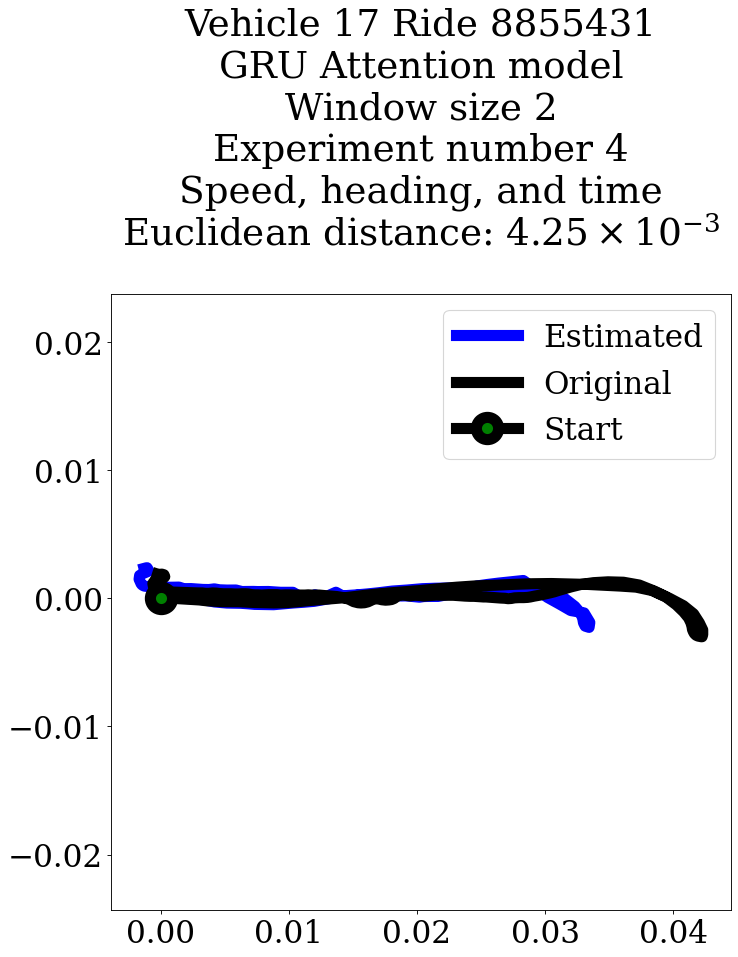 Vehicle 17 Ride 8855431
GRU Attention model
Window size 2
Experiment number 4
Speed, heading, and time
Euclidean distance: 4.25 × 10⁻³
Estimated
Original
Start
0.02
0.01
0.00
−0.01
−0.02
0.00 0.01 0.02 0.03 0.04